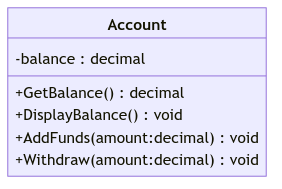 Account
-balance : decimal
+GetBalance() : decimal
+DisplayBalance() : void
+AddFunds(amount:decimal) : void
+Withdraw(amount:decimal) : void